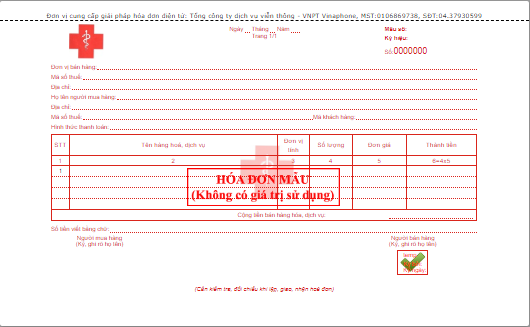 Đơn vị cung cấp giải pháp hóa đơn điện tử: Tổng công ty dịch vụ viễn thông - VNPT Vinaphone, MST:0106869738, SĐT:04.37930599
Ngày Tháng Năm
Trang 1/1
Mẫu số:
Ký hiệu:
Số: 0000000
Đơn vị bán hàng:
Mã số thuế:
Địa chỉ:
Họ tên người mua hàng:
Địa chỉ:
Mã số thuế: Mã khách hàng:
Hình thức thanh toán:
STT Tên hàng hoá, dịch vụ Đơn vị tính Số lượng Đơn giá Thành tiền
1 2 3 4 5 6=4x5
1
HÓA ĐƠN MẪU
(Không có giá trị sử dụng)
Cộng tiền bán hàng hóa, dịch vụ:
Số tiền viết bằng chữ:
Người mua hàng Người bán hàng
(Ký, ghi rõ họ tên) (Ký, ghi rõ họ tên)
(Cần kiểm tra, đối chiếu khi lập, giao, nhận hoá đơn)